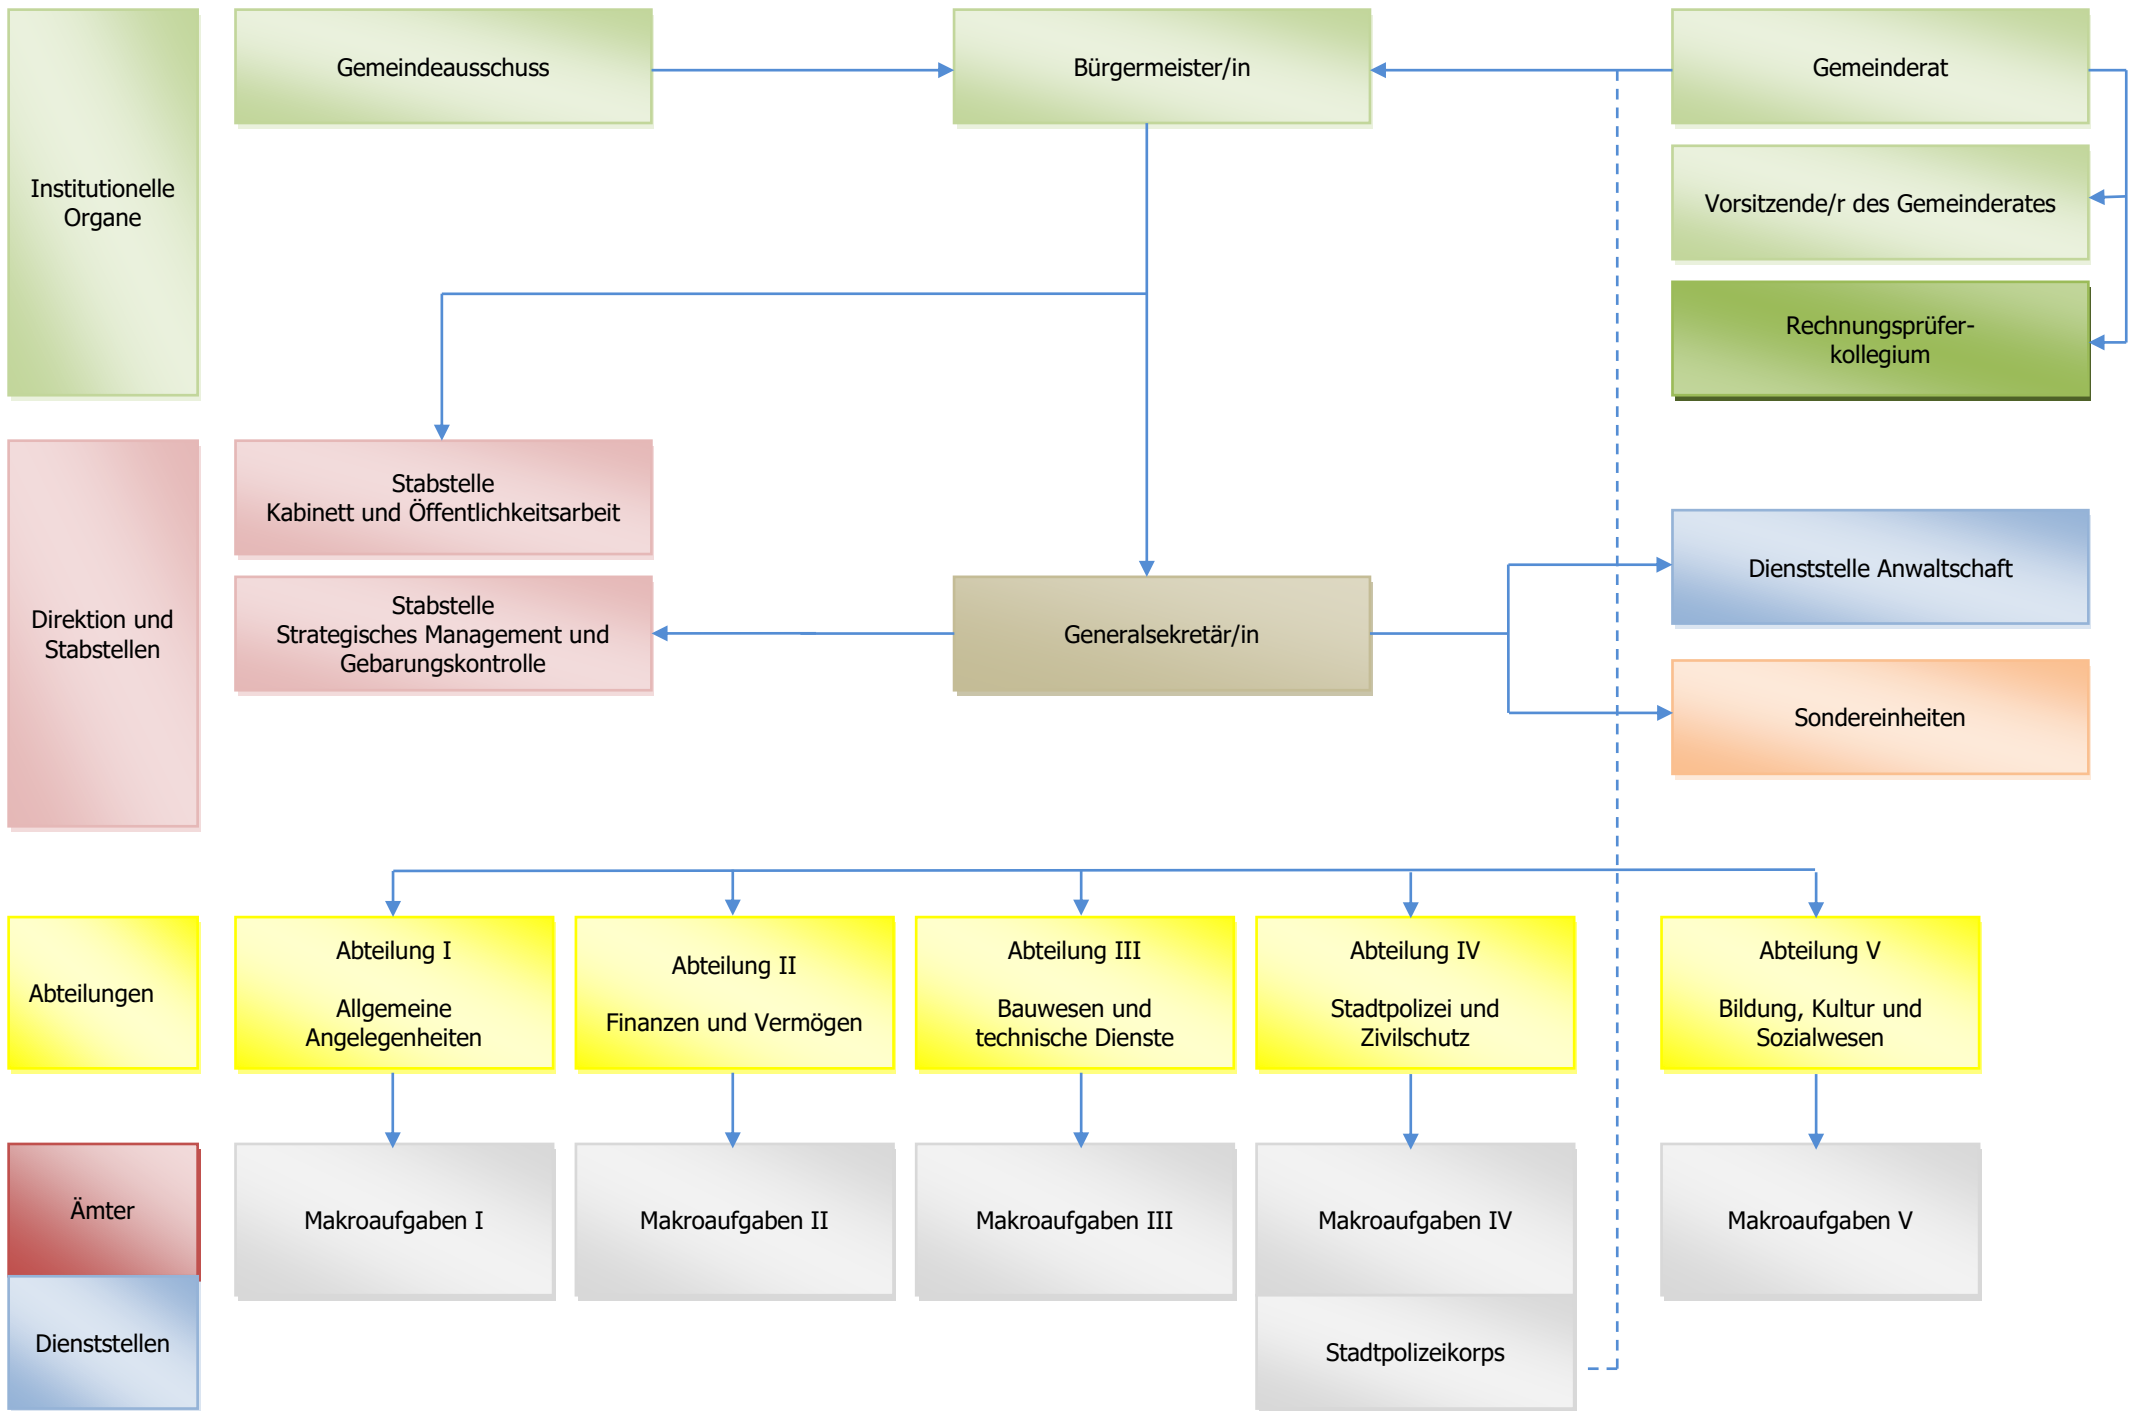 Institutionelle
Organe
Gemeindeausschuss
Bürgermeister/in
Gemeinderat
Vorsitzende/r des Gemeinderates
Rechnungsprüfer-
kollegium
Direktion und
Stabstellen
Stabstelle
Kabinett und Öffentlichkeitsarbeit
Stabstelle
Strategisches Management und
Gebarungskontrolle
Generalsekretär/in
Dienststelle Anwaltschaft
Sondereinheiten
Abteilungen
Abteilung I
Allgemeine
Angelegenheiten
Abteilung II
Finanzen und Vermögen
Abteilung III
Bauwesen und
technische Dienste
Abteilung IV
Stadtpolizei und
Zivilschutz
Abteilung V
Bildung, Kultur und
Sozialwesen
Ämter
Makroaufgaben I
Makroaufgaben II
Makroaufgaben III
Makroaufgaben IV
Makroaufgaben V
Dienststellen
Stadtpolizeikorps